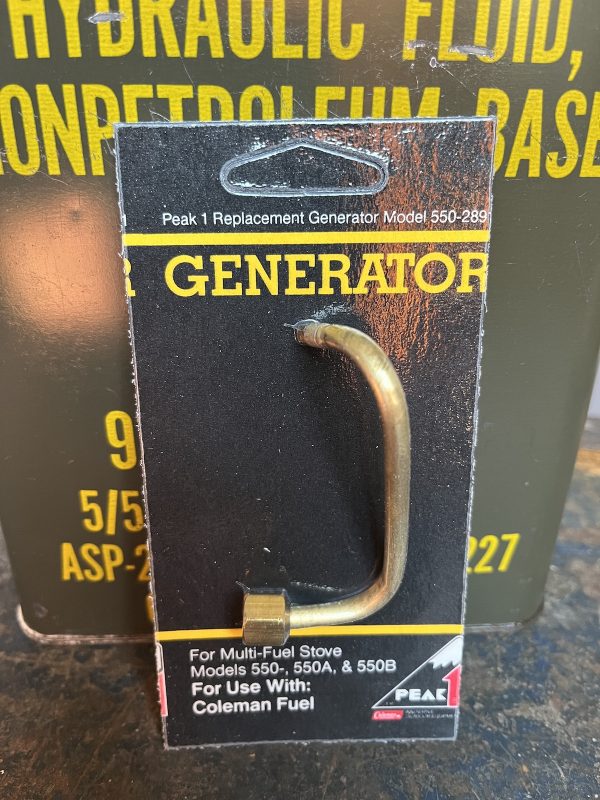 HYDRAULIC FLUID,
NONPETROLEUM BASE
Peak 1 Replacement Generator Model 550-289
GENERATOR
9
5/5
ASP-2
227
For Multi-Fuel Stove
Models 550-, 550A, & 550B
For Use With:
Coleman Fuel
PEAK 1
Coleman